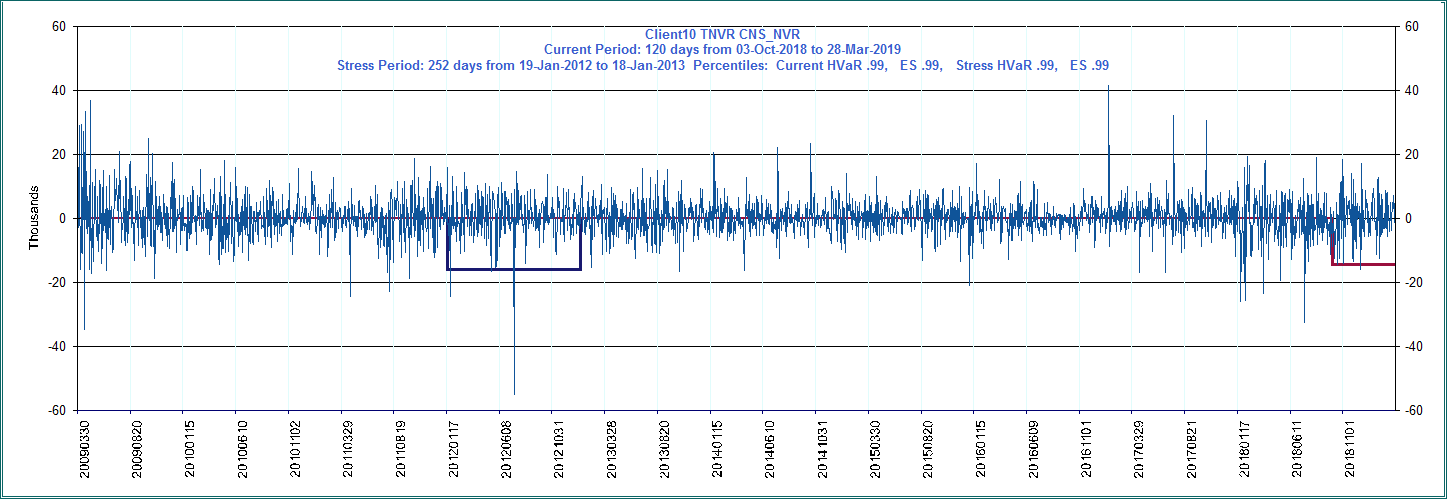 Client10 TNVR CNS_NVR
Current Period: 120 days from 03-Oct-2018 to 28-Mar-2019
Stress Period: 252 days from 19-Jan-2012 to 18-Jan-2013 Percentiles: Current HVaR .99, ES .99, Stress HVaR .99, ES .99
60 60
40 40
20 20
0 0
-20 -20
-40 -40
-60 -60
Thousands
20090330 20090820 20100115 20100610 20101102 20110329 20110819 20120117 20120608 20121031 20130328 20130820 20140115 20140610 20141031 20150330 20150820 20160115 20160609 20161101 20170329 20170821 20180117 20180611 20181101